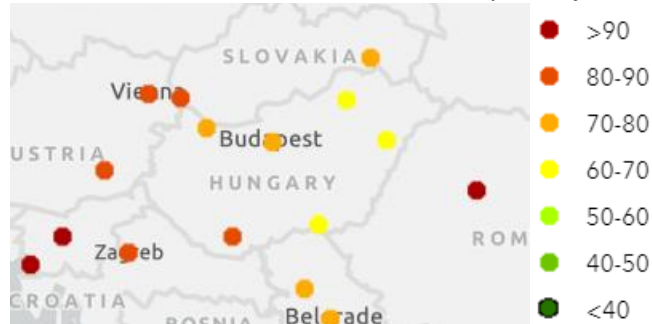 SLOVAKIA
Vienna
Budapest
USTRIA
HUNGARY
ROM
Zagreb
CROATIA
BOSNIA
Belgrade
>90
80-90
70-80
60-70
50-60
40-50
<40